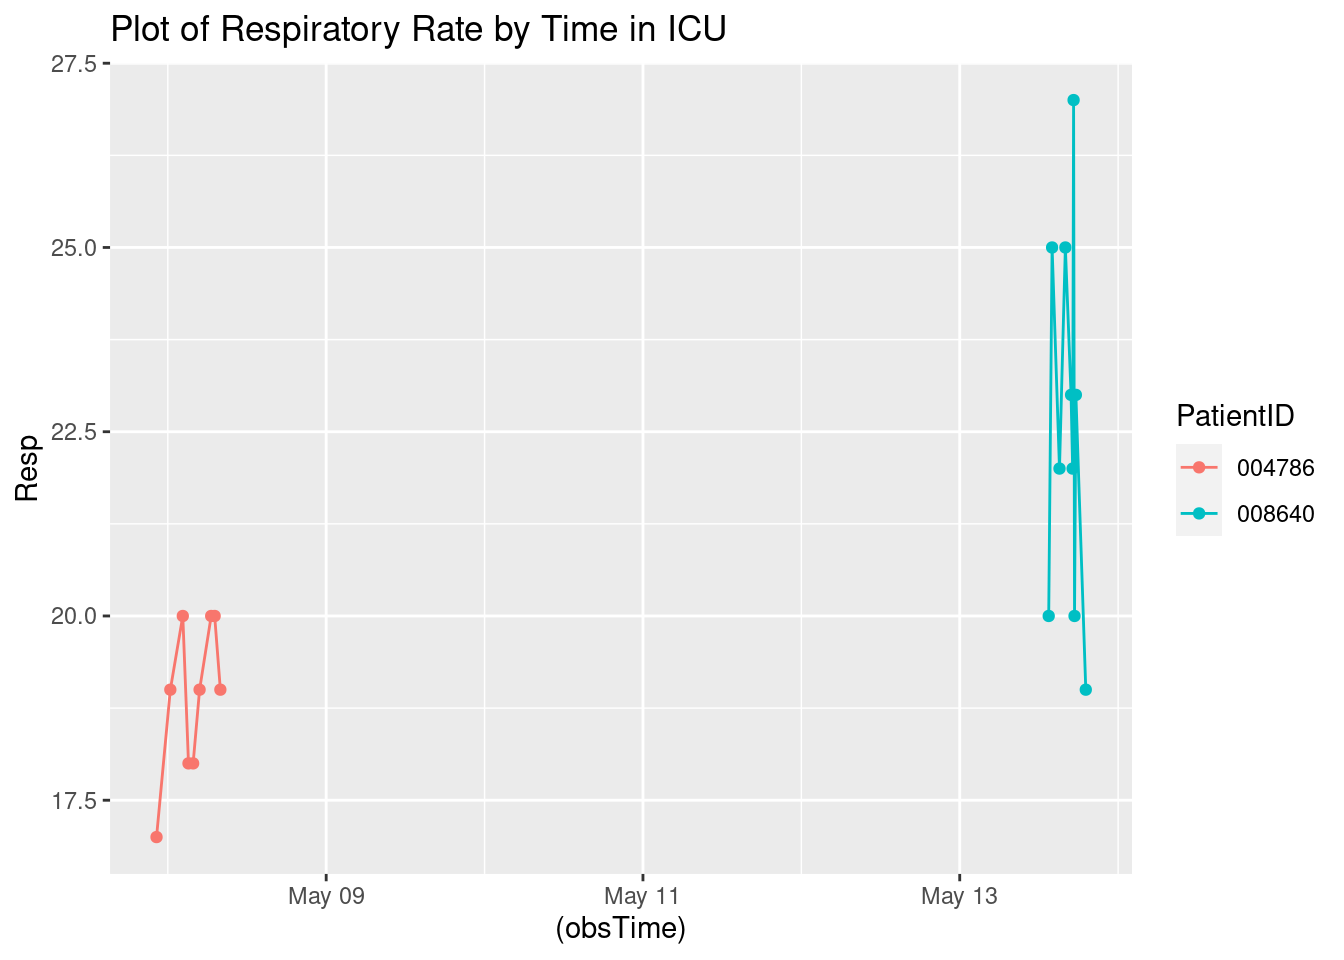 Plot of Respiratory Rate by Time in ICU
27.5
25.0
22.5
20.0
17.5
Resp
May 09
May 11
May 13
(obsTime)
PatientID
004786
008640